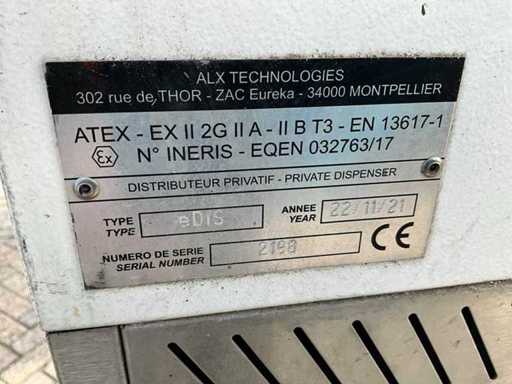 ALX TECHNOLOGIES
302 rue de THOR - ZAC Eureka - 34000 MONTPELLIER
ATEX - EX II 2G II A - II B T3 - EN 13617-1
Ex N° INERIS - EQEN 032763/17
DISTRIBUTEUR PRIVATIF - PRIVATE DISPENSER
TYPE
TYPE
eDIS
ANNEE
YEAR
22/11/21
NUMERO DE SERIE
SERIAL NUMBER
2198
CE